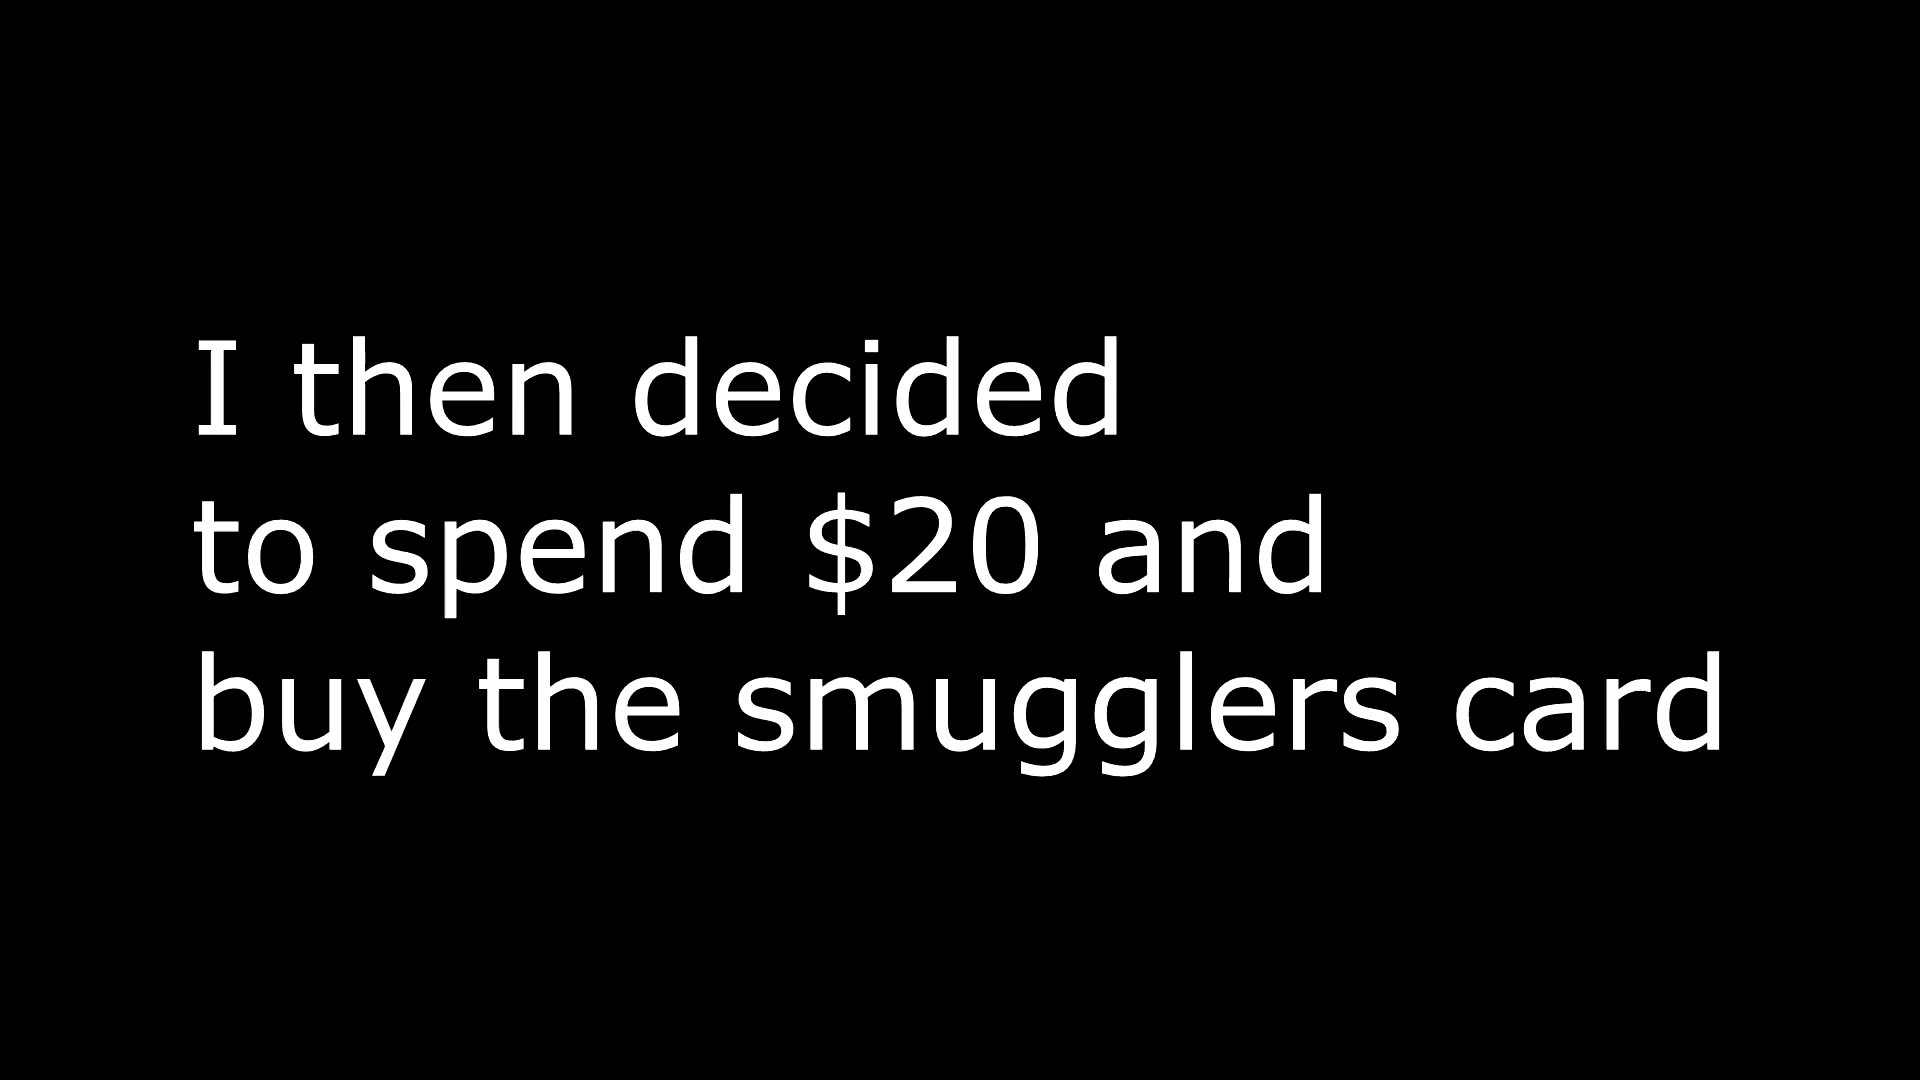 I then decided
to spend $20 and
buy the smugglers card